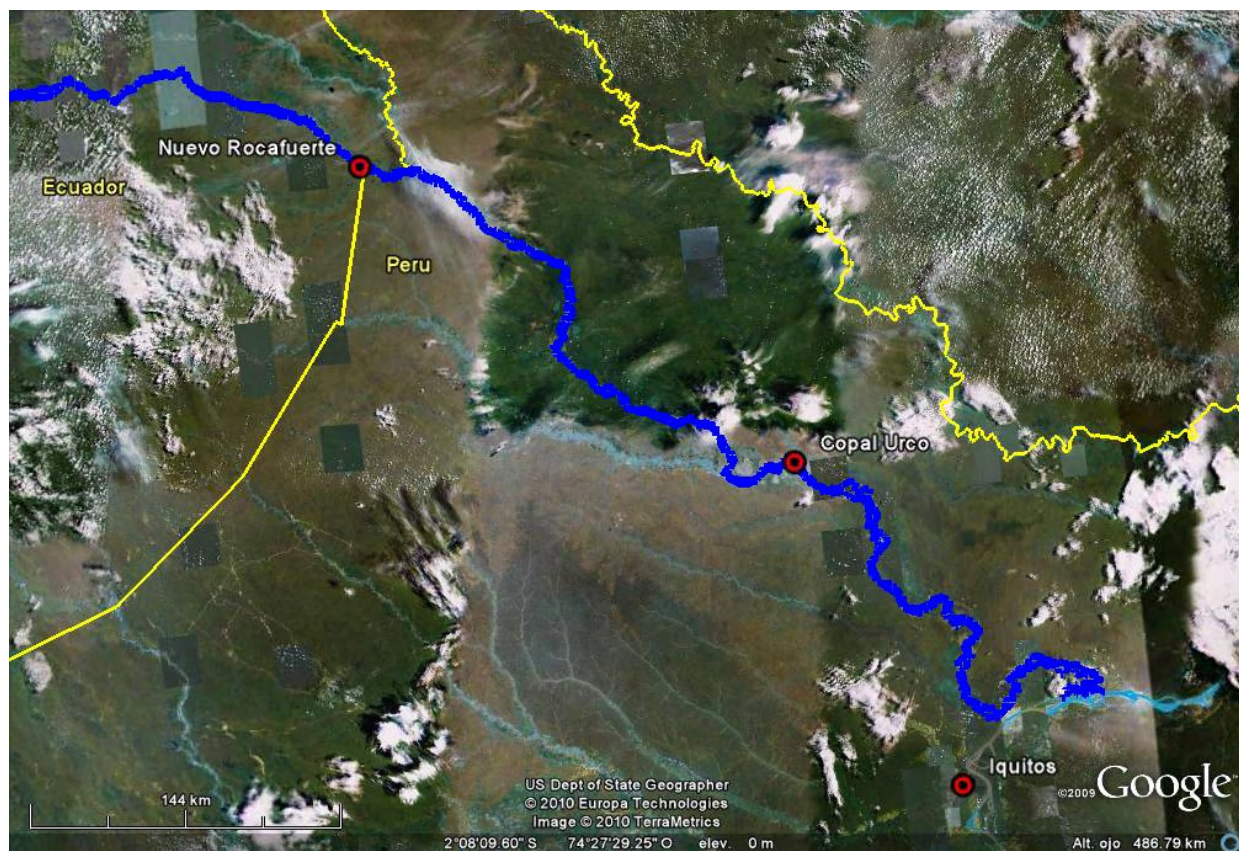 Nuevo Rocafuerte
Ecuador
Peru
Copal Urco
Iquitos
144 km
US Dept of State Geographer
© 2010 Europa Technologies
Image © 2010 TerraMetrics
©2009 Google
2°08'09.60" S 74°27'29.25" O elev. 0 m Alt. ojo 486.79 km